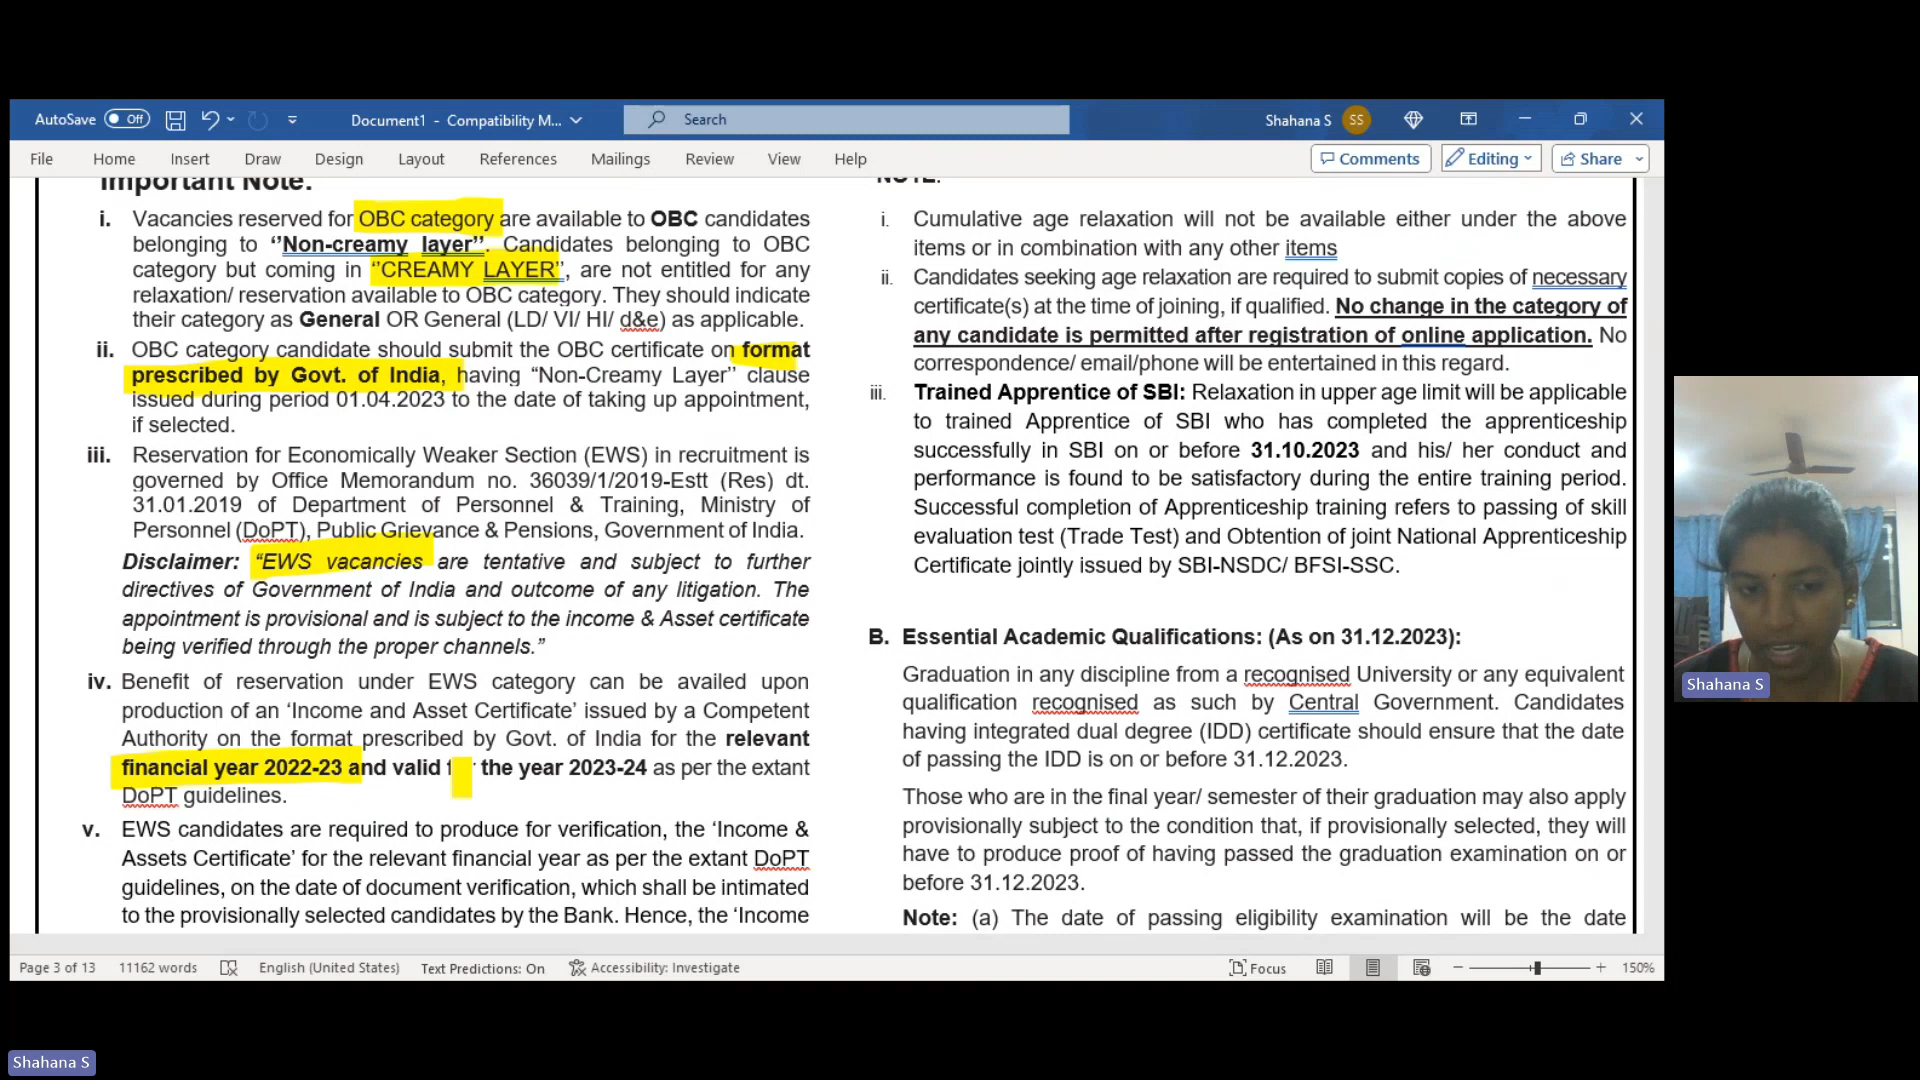 AutoSave Off Document1 - Compatibility M... Search Shahana S SS
File Home Insert Draw Design Layout References Mailings Review View Help Comments Editing Share
Important Note:
i. Vacancies reserved for OBC category are available to OBC candidates
belonging to ‘‘Non-creamy layer’’. Candidates belonging to OBC
category but coming in ‘‘CREAMY LAYER’’, are not entitled for any
relaxation/ reservation available to OBC category. They should indicate
their category as General OR General (LD/ VI/ HI/ d&e) as applicable.
ii. OBC category candidate should submit the OBC certificate on format
prescribed by Govt. of India, having “Non-Creamy Layer’’ clause
issued during period 01.04.2023 to the date of taking up appointment,
if selected.
iii. Reservation for Economically Weaker Section (EWS) in recruitment is
governed by Office Memorandum no. 36039/1/2019-Estt (Res) dt.
31.01.2019 of Department of Personnel & Training, Ministry of
Personnel (DoPT), Public Grievance & Pensions, Government of India.
Disclaimer: “EWS vacancies are tentative and subject to further
directives of Government of India and outcome of any litigation. The
appointment is provisional and is subject to the income & Asset certificate
being verified through the proper channels.”
iv. Benefit of reservation under EWS category can be availed upon
production of an ‘Income and Asset Certificate’ issued by a Competent
Authority on the format prescribed by Govt. of India for the relevant
financial year 2022-23 and valid the year 2023-24 as per the extant
DoPT guidelines.
v. EWS candidates are required to produce for verification, the ‘Income &
Assets Certificate’ for the relevant financial year as per the extant DoPT
guidelines, on the date of document verification, which shall be intimated
to the provisionally selected candidates by the Bank. Hence, the ‘Income
NOTE:
i. Cumulative age relaxation will not be available either under the above
items or in combination with any other items
ii. Candidates seeking age relaxation are required to submit copies of necessary
certificate(s) at the time of joining, if qualified. No change in the category of
any candidate is permitted after registration of online application. No
correspondence/ email/phone will be entertained in this regard.
iii. Trained Apprentice of SBI: Relaxation in upper age limit will be applicable
to trained Apprentice of SBI who has completed the apprenticeship
successfully in SBI on or before 31.10.2023 and his/ her conduct and
performance is found to be satisfactory during the entire training period.
Successful completion of Apprenticeship training refers to passing of skill
evaluation test (Trade Test) and Obtention of joint National Apprenticeship
Certificate jointly issued by SBI-NSDC/ BFSI-SSC.
B. Essential Academic Qualifications: (As on 31.12.2023):
Graduation in any discipline from a recognised University or any equivalent
qualification recognised as such by Central Government. Candidates
having integrated dual degree (IDD) certificate should ensure that the date
of passing the IDD is on or before 31.12.2023.
Those who are in the final year/ semester of their graduation may also apply
provisionally subject to the condition that, if provisionally selected, they will
have to produce proof of having passed the graduation examination on or
before 31.12.2023.
Note: (a) The date of passing eligibility examination will be the date
Page 3 of 13 11162 words English (United States) Text Predictions: On Accessibility: Investigate Focus 150%
Shahana S
Shahana S